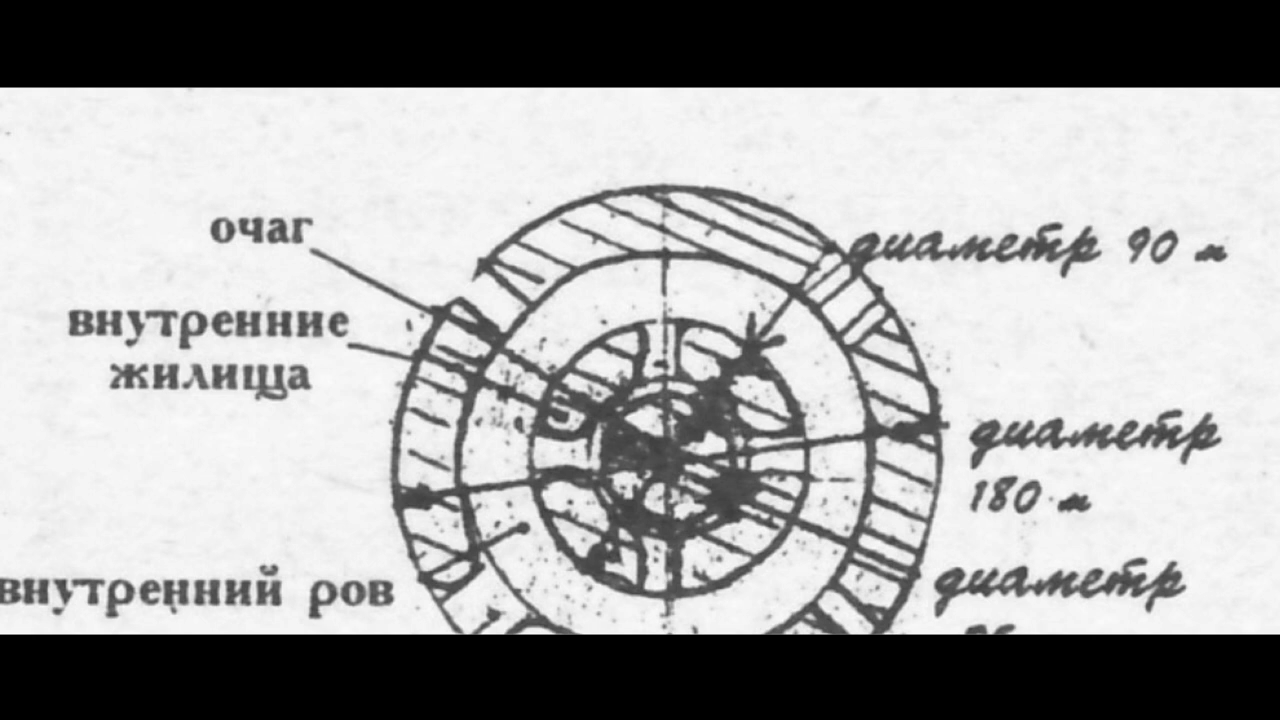 очаг
внутренние
жилища
внутренний ров
диаметр 90 м
диаметр
180 м
диаметр